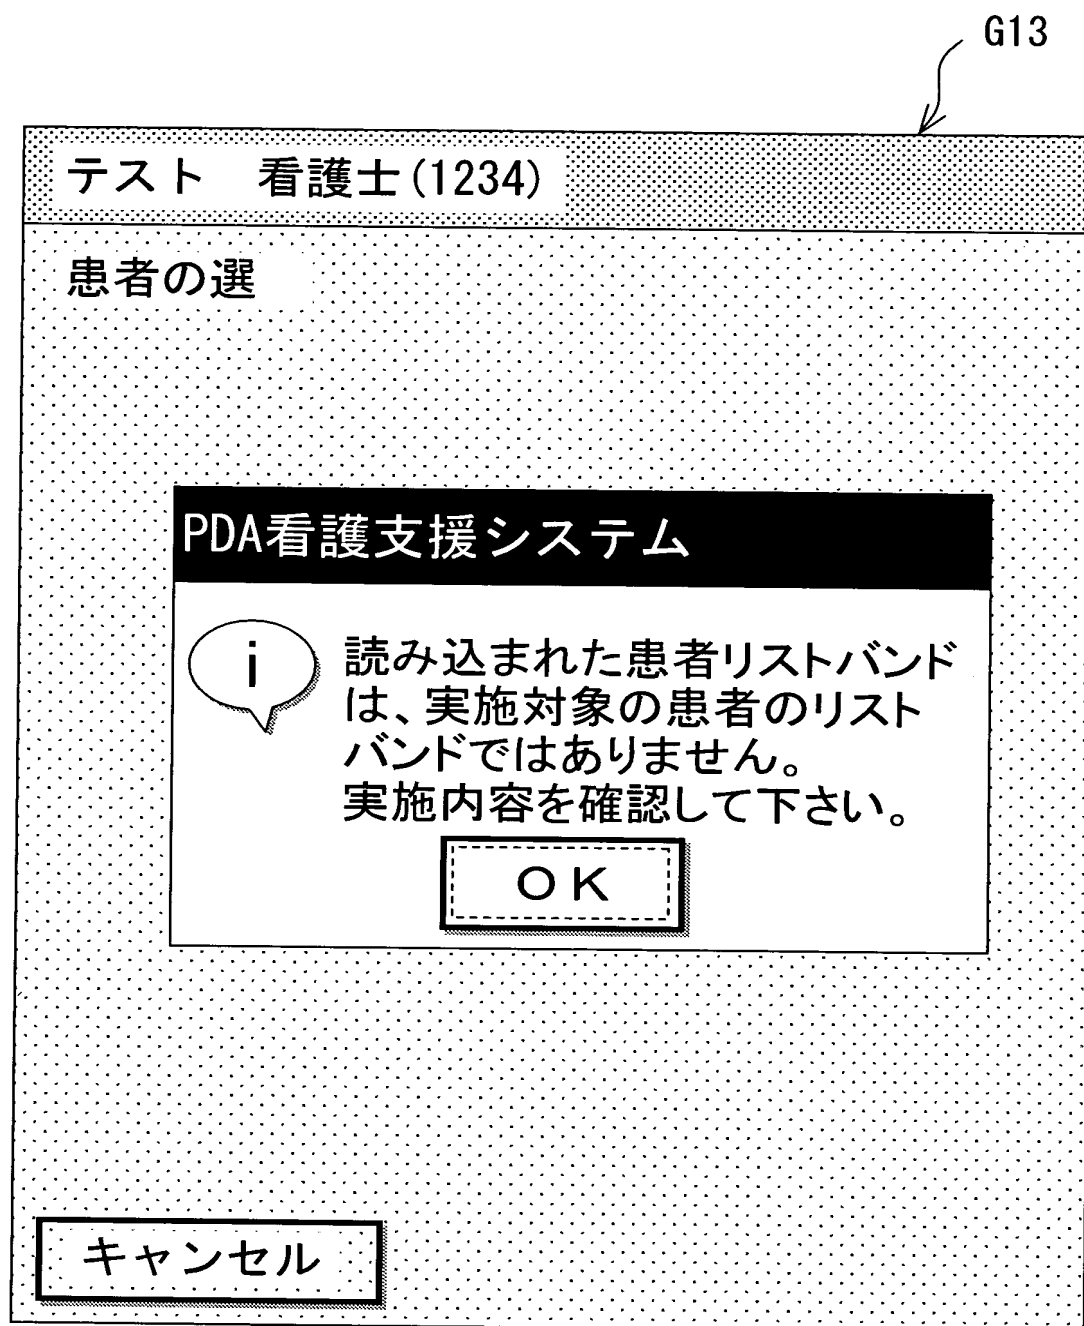 G13
テスト　看護士(1234)
患者の選
PDA看護支援システム
i
読み込まれた患者リストバンド
は、実施対象の患者のリスト
バンドではありません。
実施内容を確認して下さい。
ＯＫ
キャンセル